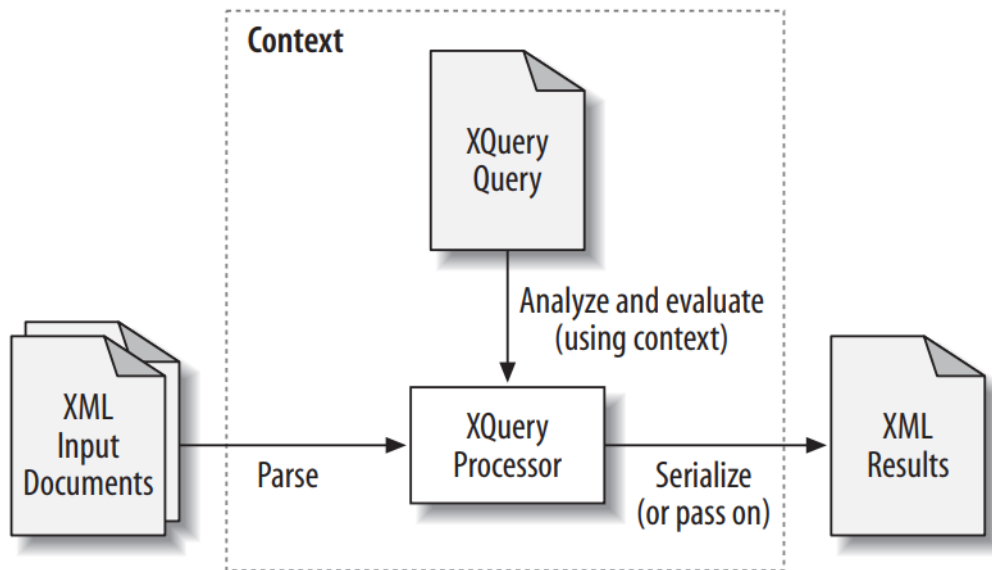 Context
XQuery
Query
Analyze and evaluate
(using context)
XML
Input
Documents
Parse
XQuery
Processor
Serialize
(or pass on)
XML
Results